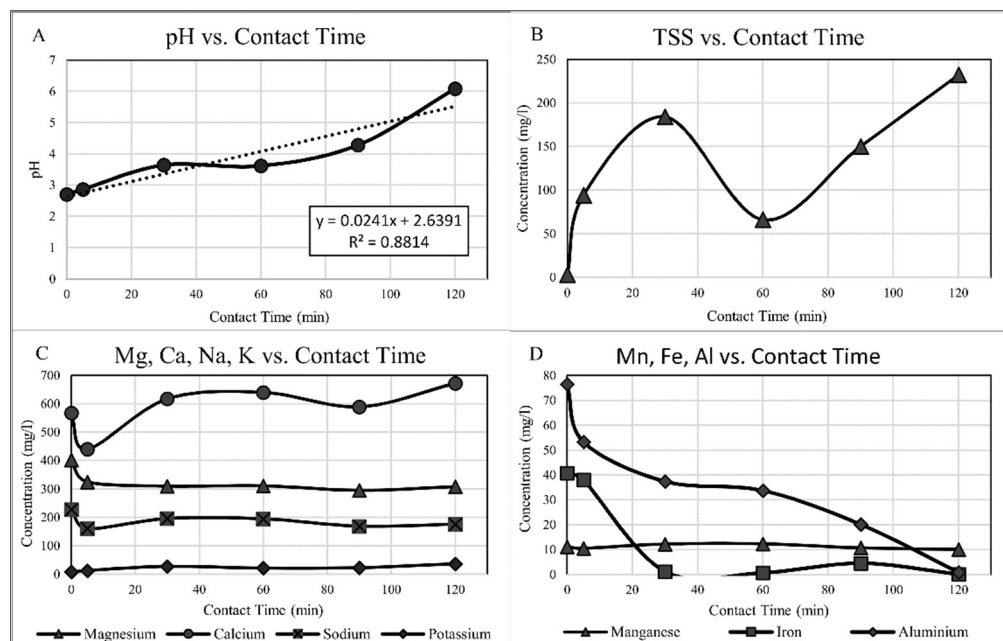 A
pH vs. Contact Time
7
6
5
4
3
2
1
0
pH
y = 0.0241x + 2.6391
R² = 0.8814
0 20 40 60 80 100 120
Contact Time (min)
B
TSS vs. Contact Time
250
200
150
100
50
0
Concentration (mg/l)
0 20 40 60 80 100 120
Contact Time (min)
C
Mg, Ca, Na, K vs. Contact Time
700
600
500
400
300
200
100
0
Concentration (mg/l)
0 20 40 60 80 100 120
Contact Time (min)
Magnesium Calcium Sodium Potassium
D
Mn, Fe, Al vs. Contact Time
80
70
60
50
40
30
20
10
0
Concentration (mg/l)
0 20 40 60 80 100 120
Contact Time (min)
Manganese Iron Aluminium